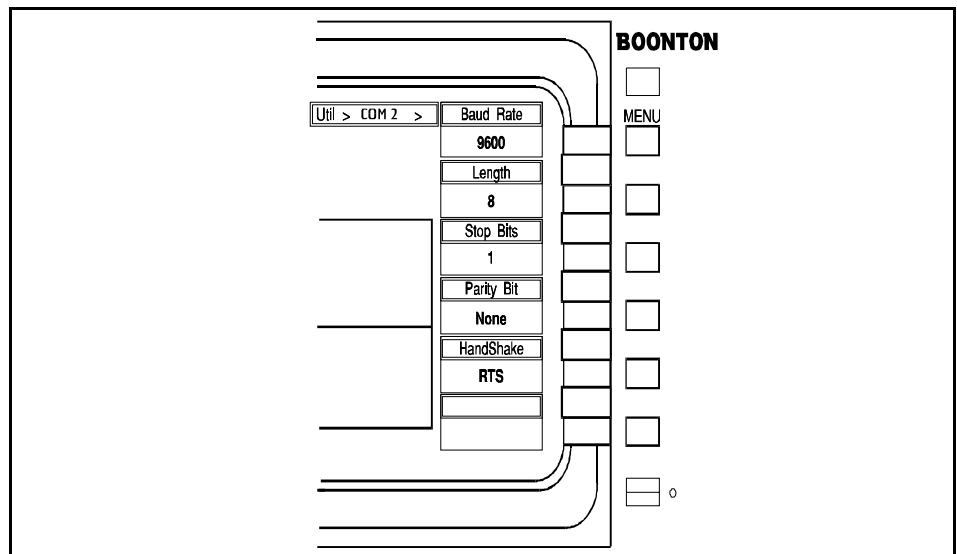 BOONTON
MENU
Util > COM 2 >
Baud Rate
9600
Length
8
Stop Bits
1
Parity Bit
None
HandShake
RTS
O